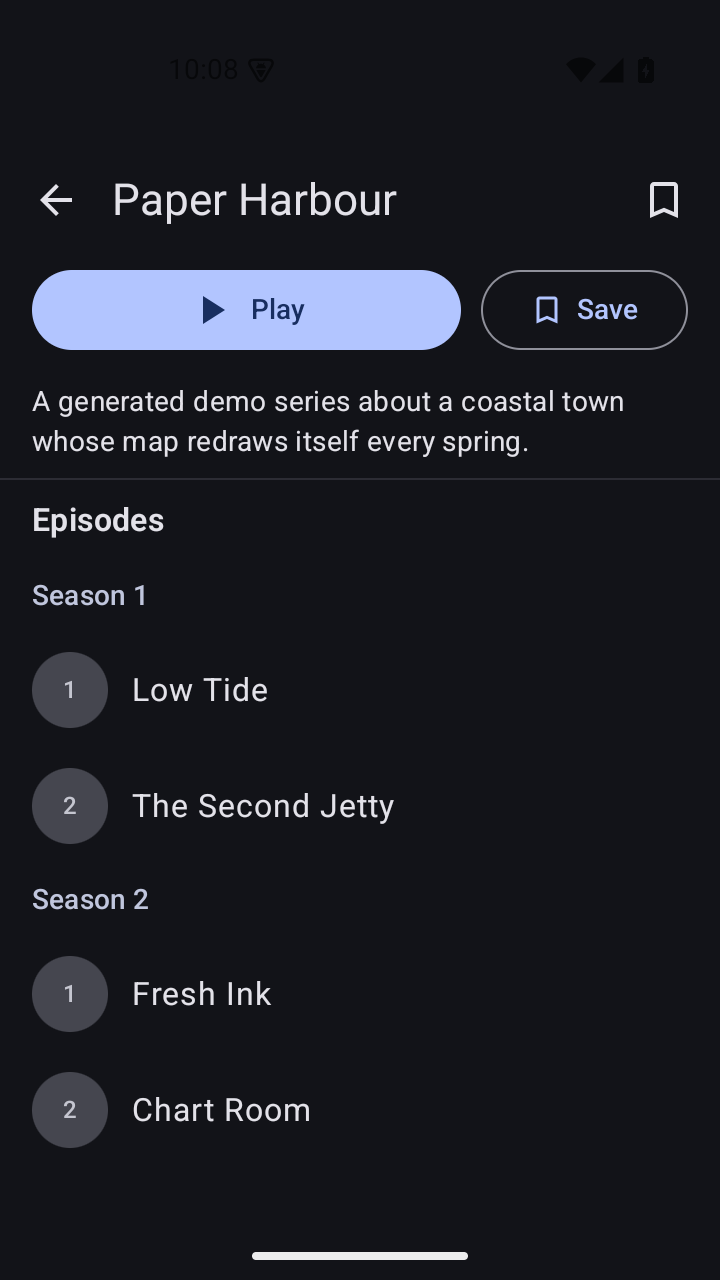 10:08
Paper Harbour
Play
Save
A generated demo series about a coastal town
whose map redraws itself every spring.
Episodes
Season 1
1 Low Tide
2 The Second Jetty
Season 2
1 Fresh Ink
2 Chart Room